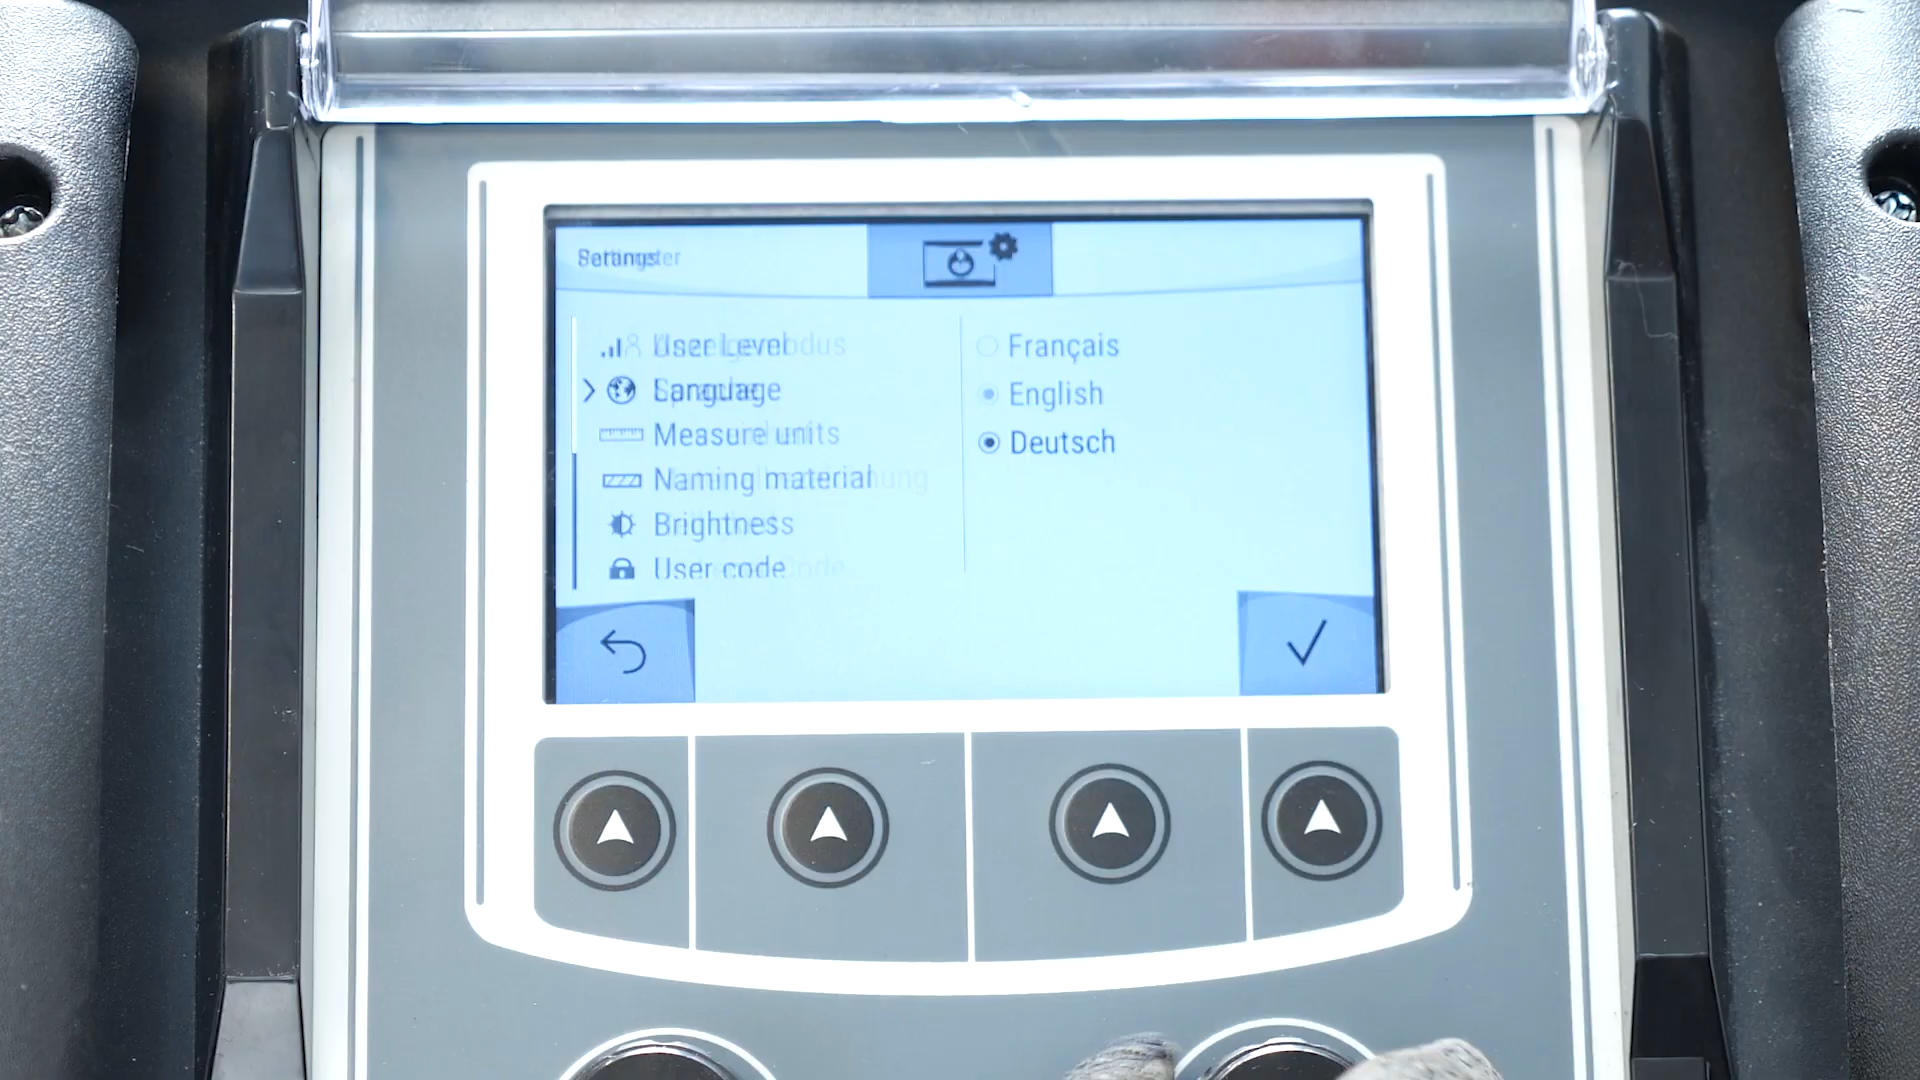 Settings
User Level
Language
Measure units
Naming material
Brightness
User code
Français
English
Deutsch